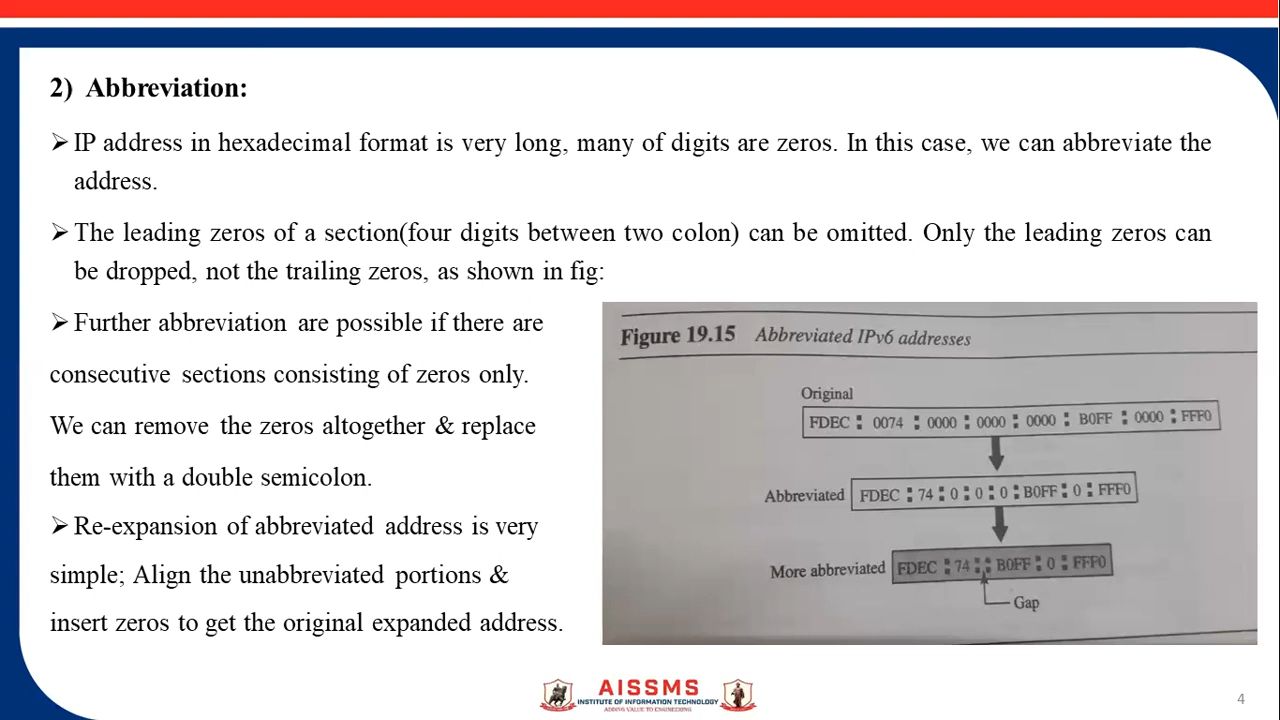 2) Abbreviation:
➢ IP address in hexadecimal format is very long, many of digits are zeros. In this case, we can abbreviate the
address.
➢ The leading zeros of a section(four digits between two colon) can be omitted. Only the leading zeros can
be dropped, not the trailing zeros, as shown in fig:
➢ Further abbreviation are possible if there are
consecutive sections consisting of zeros only.
We can remove the zeros altogether & replace
them with a double semicolon.
➢ Re-expansion of abbreviated address is very
simple; Align the unabbreviated portions &
insert zeros to get the original expanded address.
Figure 19.15 Abbreviated IPv6 addresses
Original
FDEC : 0074 : 0000 : 0000 : 0000 : B0FF : 0000 : FFF0
Abbreviated FDEC : 74 : 0 : 0 : 0 : B0FF : 0 : FFF0
More abbreviated FDEC : 74 : : B0FF : 0 : FFF0
Gap
AISSMS
INSTITUTE OF INFORMATION TECHNOLOGY
ADDING VALUE TO ENGINEERING
4